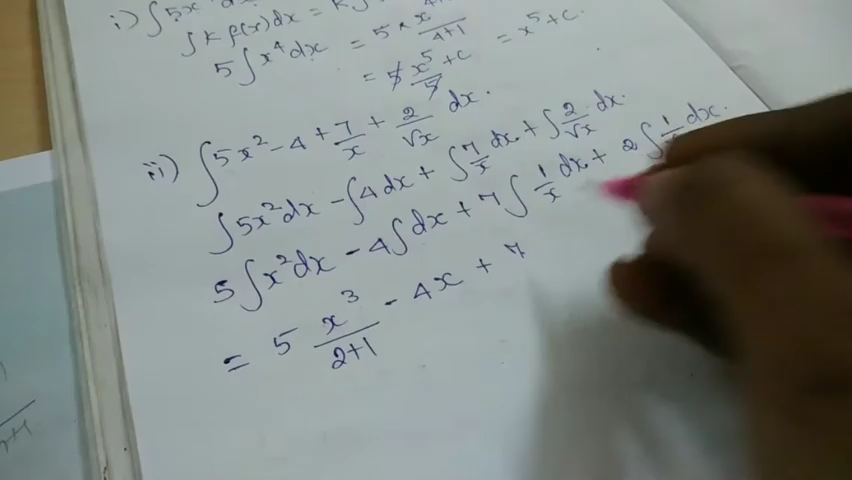 i) ∫5x
∫k f(x)dx = k∫
5∫x⁴dx = 5 × x / 4+1
= 5 x⁵/5 + c = x⁵ + c.
ii) ∫5x² - 4 + 7/x + 2/√x dx.
∫5x²dx - ∫4dx + ∫7/x dx + ∫2/√x dx.
5∫x²dx - 4∫dx + 7∫1/x dx + 2∫1/ dx.
= 5 x³/2+1 - 4x + 7